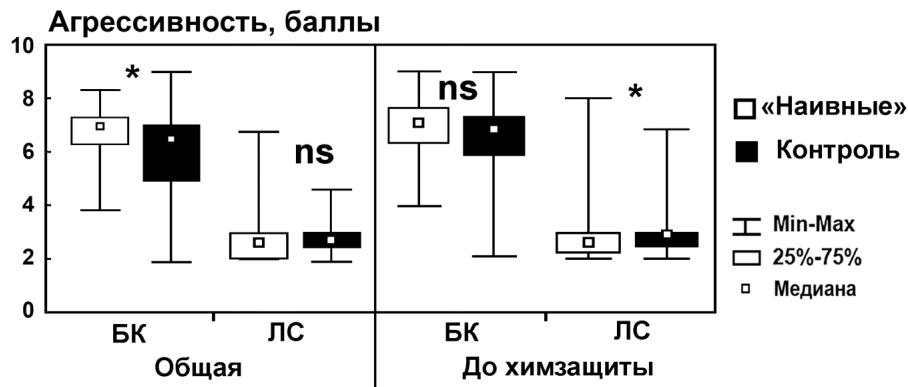 Агрессивность, баллы
10
8
6
4
2
0
*
ns
ns
*
«Наивные»
Контроль
Min-Max
25%-75%
Медиана
БК ЛС БК ЛС
Общая До химзащиты